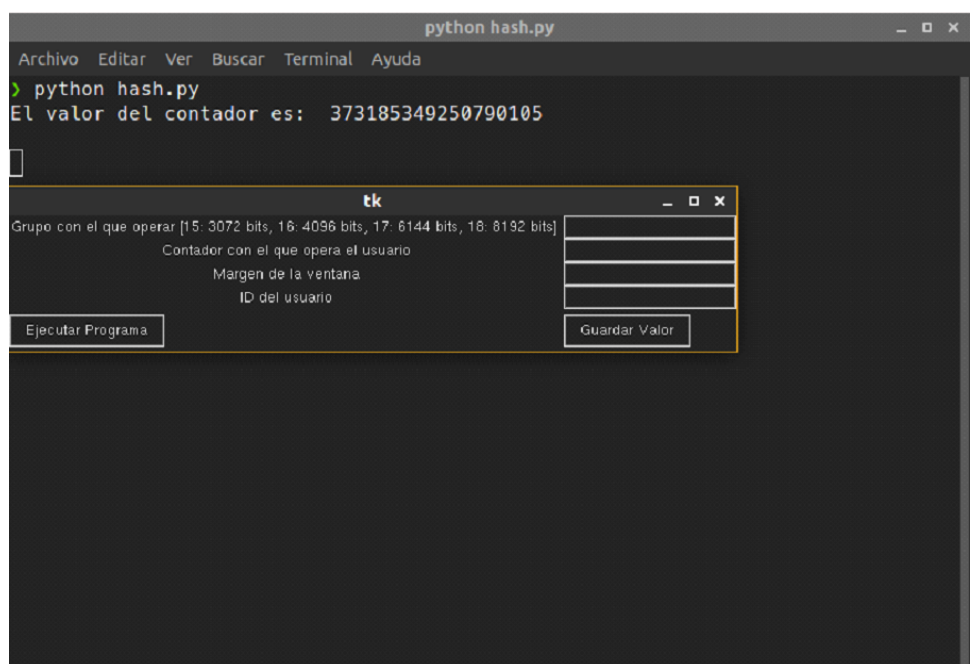 python hash.py
Archivo Editar Ver Buscar Terminal Ayuda
❯ python hash.py
El valor del contador es: 373185349250790105
tk
Grupo con el que operar [15: 3072 bits, 16: 4096 bits, 17: 6144 bits, 18: 8192 bits]
Contador con el que opera el usuario
Margen de la ventana
ID del usuario
Ejecutar Programa Guardar Valor